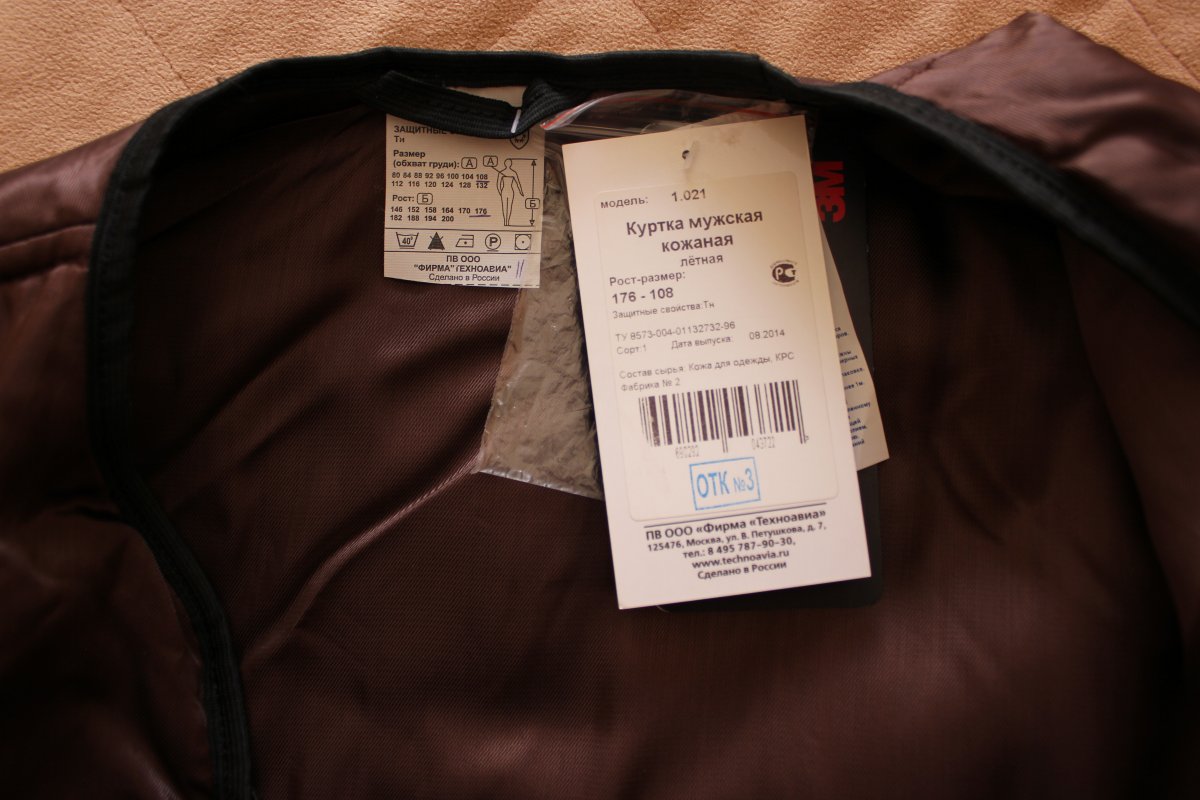 ЗАЩИТНЫЕ
Тн
Размер
(обхват груди): А
80 84 88 92 96 100 104 108
112 116 120 124 128 132
Рост: Б
146 152 158 164 170 176
182 188 194 200
А
Б
40°
P
ПВ ООО
"ФИРМА "ТЕХНОАВИА"
Сделано в России
3M
модель: 1.021
Куртка мужская
кожаная
лётная
Рост-размер:
176 - 108
Защитные свойства:Тн
ТУ 8573-004-01132732-96
Сорт:1 Дата выпуска: 08.2014
Состав сырья: Кожа для одежды, КРС
Фабрика № 2
ОТК №3
ПВ ООО «Фирма «Техноавиа»
125476, Москва, ул. В. Петушкова, д. 7,
тел.: 8 495 787-90-30,
www.technoavia.ru
Сделано в России